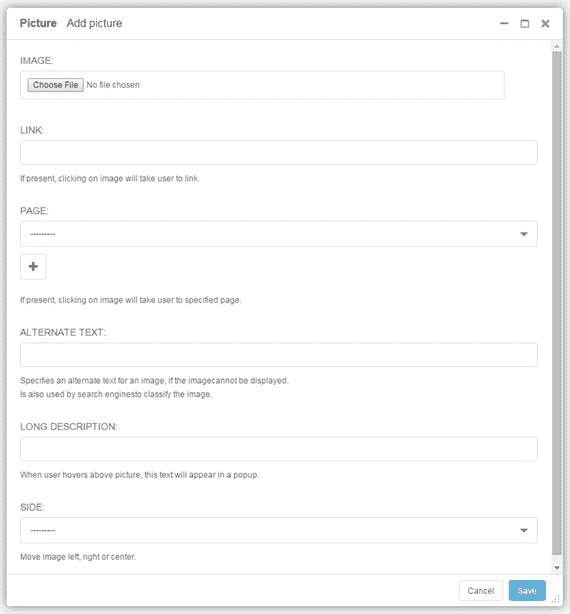 Picture Add picture
IMAGE:
Choose File No file chosen
LINK:
If present, clicking on image will take user to link.
PAGE:
---------
+
If present, clicking on image will take user to specified page.
ALTERNATE TEXT:
Specifies an alternate text for an image, if the imagecannot be displayed.
Is also used by search enginesto classify the image.
LONG DESCRIPTION:
When user hovers above picture, this text will appear in a popup.
SIDE:
---------
Move image left, right or center.
Cancel Save